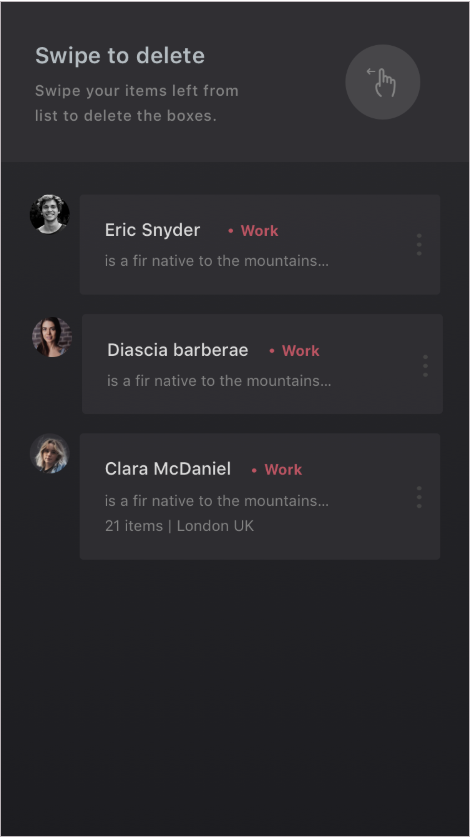 Swipe to delete
Swipe your items left from
list to delete the boxes.
Eric Snyder • Work
is a fir native to the mountains...
Diascia barberae • Work
is a fir native to the mountains...
Clara McDaniel • Work
is a fir native to the mountains...
21 items | London UK